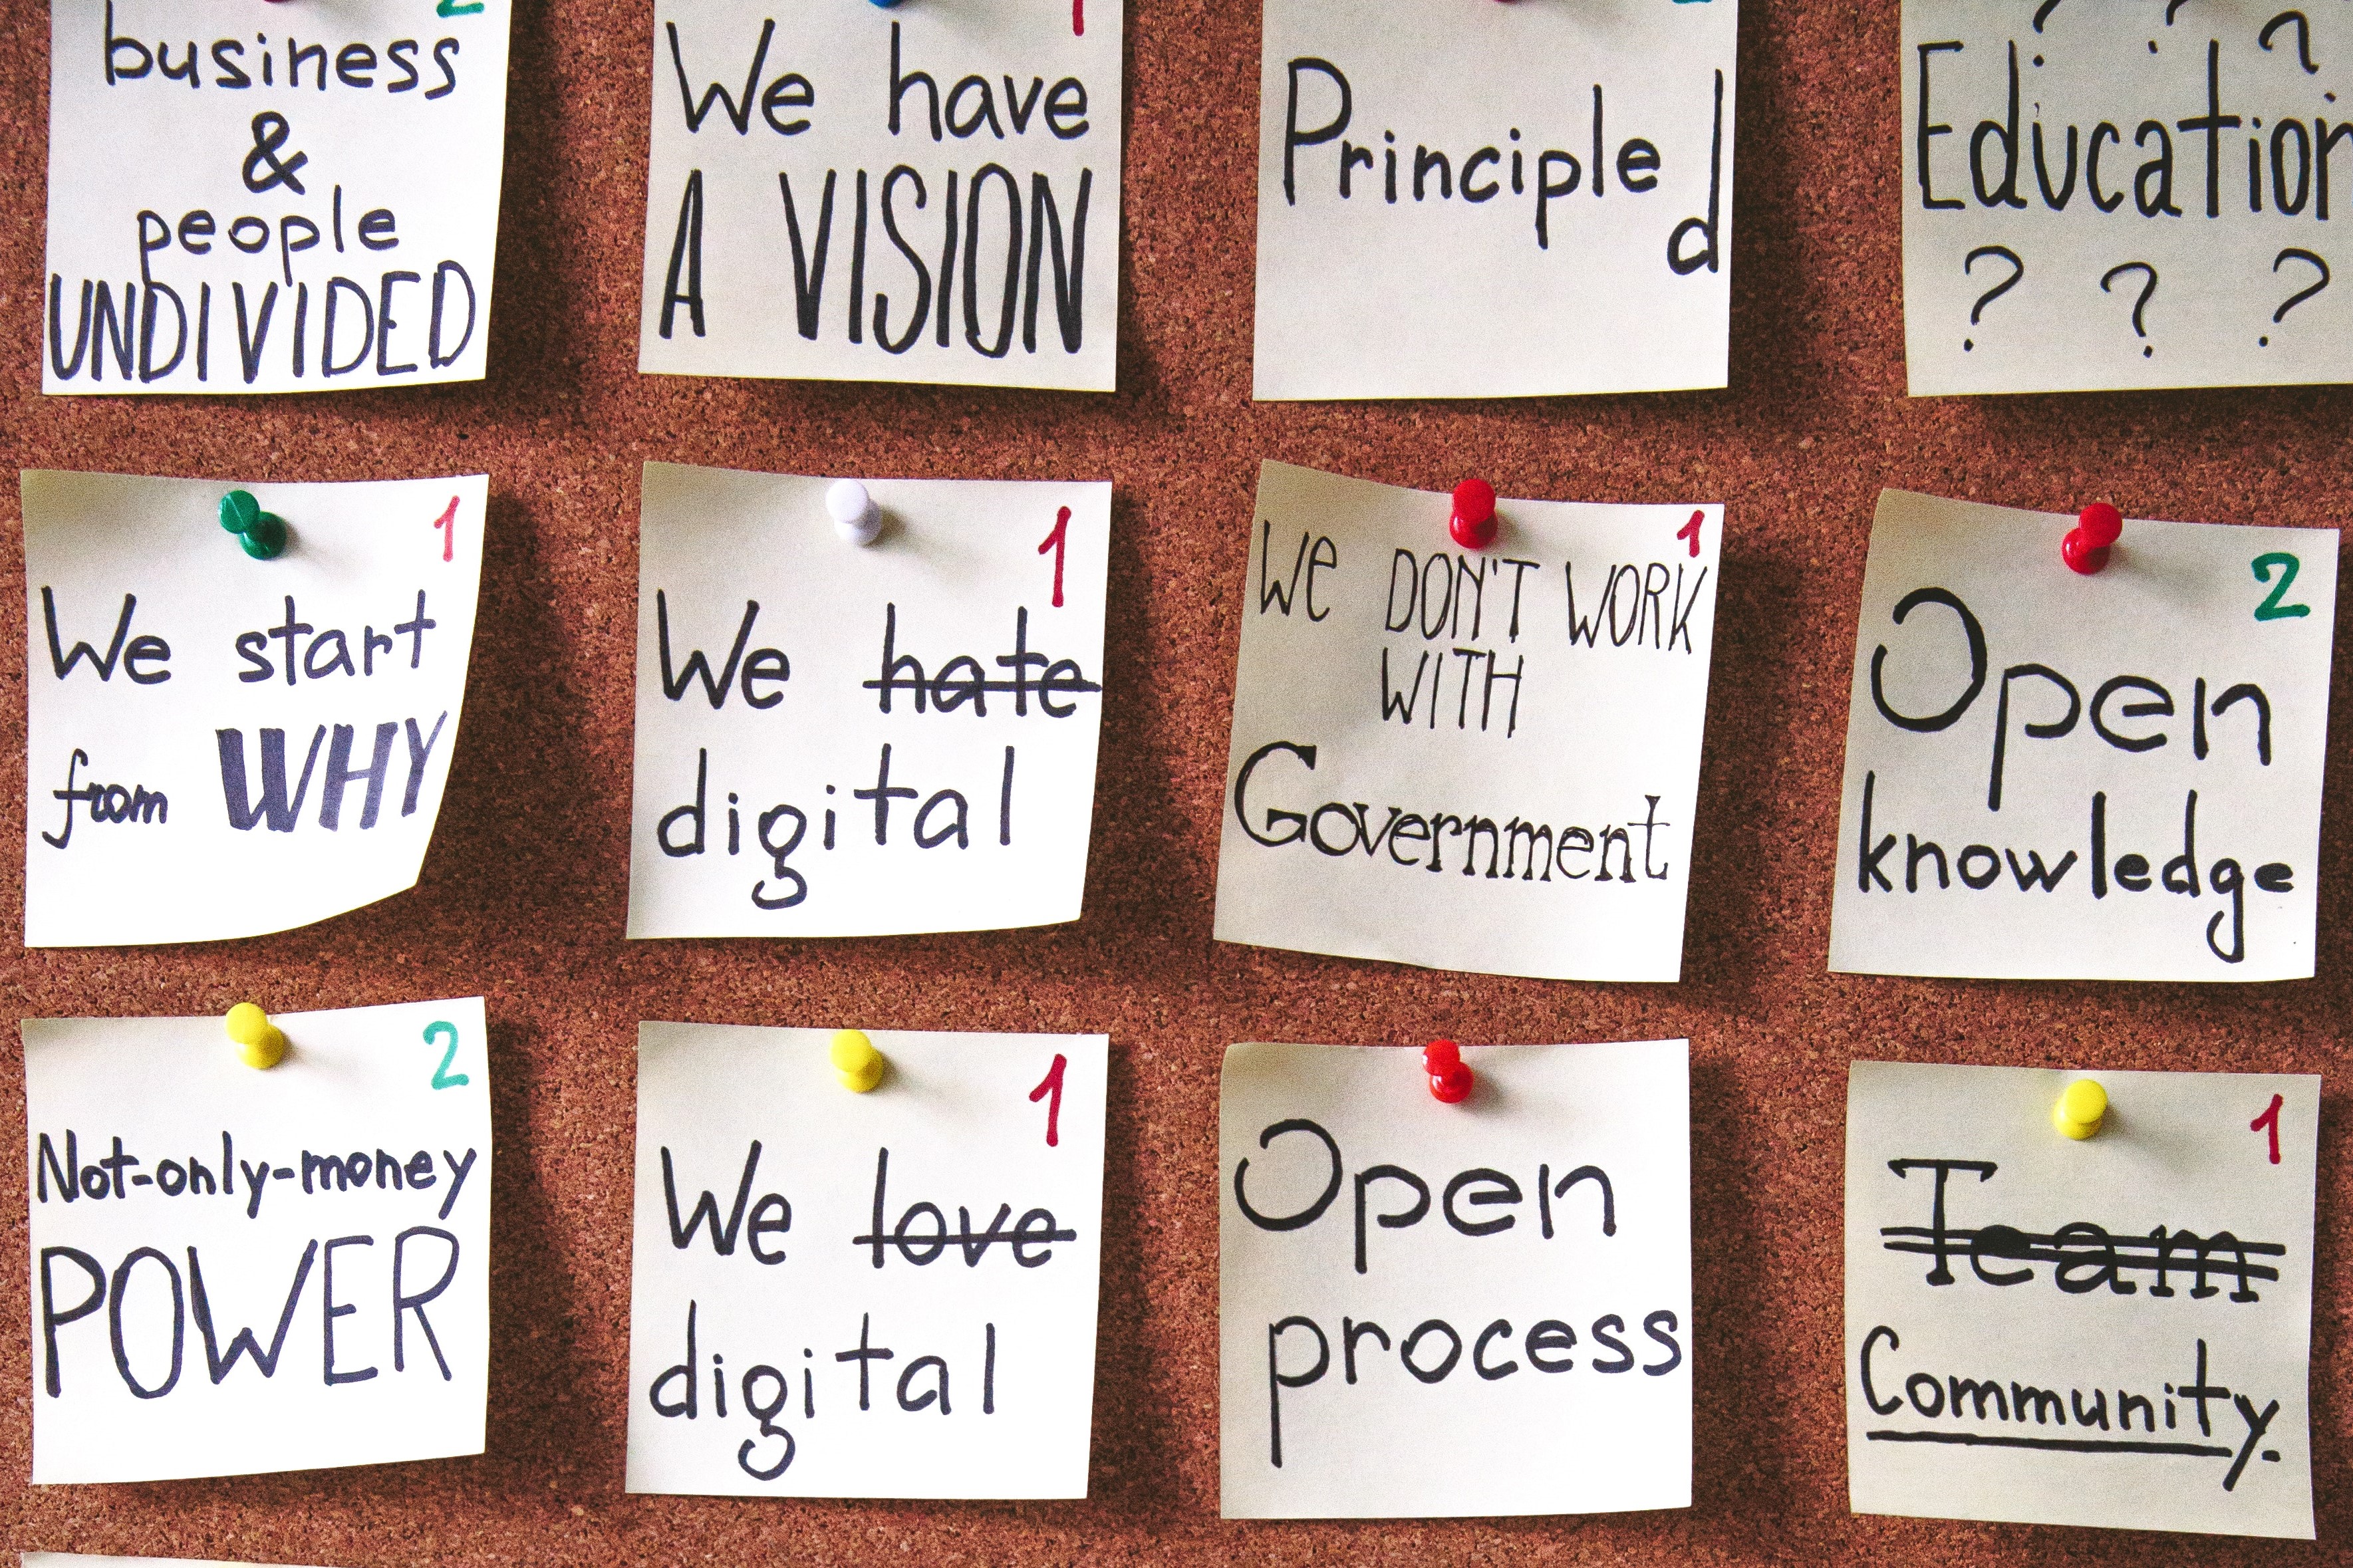 2
business
&
people
UNDIVIDED
1
We have
A VISION
Principled
? ? ?
Education
? ? ?
1
We start
from WHY
1
We hate
digital
1
We DON'T WORK
WITH
Government
2
Open
knowledge
2
Not-only-money
POWER
1
We love
digital
Open
process
1
Team
Community.